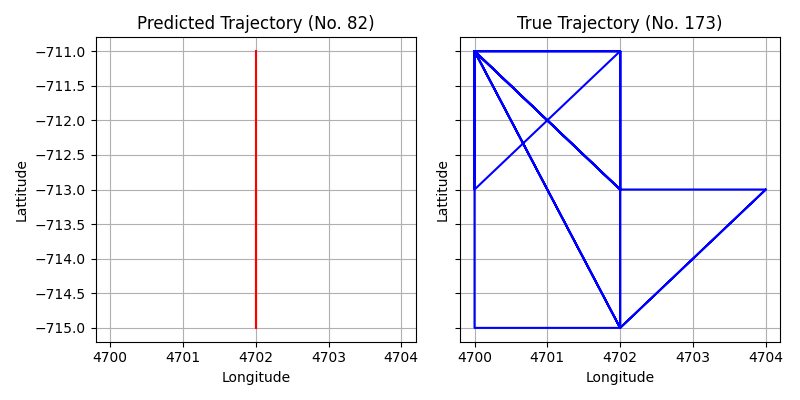 Predicted Trajectory (No. 82)
Lattitude
−711.0
−711.5
−712.0
−712.5
−713.0
−713.5
−714.0
−714.5
−715.0
4700 4701 4702 4703 4704
Longitude
True Trajectory (No. 173)
Lattitude
4700 4701 4702 4703 4704
Longitude